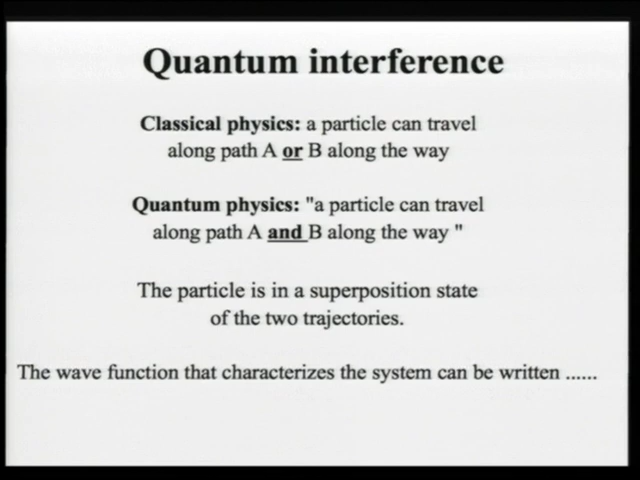 Quantum interference
Classical physics: a particle can travel
along path A or B along the way
Quantum physics: "a particle can travel
along path A and B along the way "
The particle is in a superposition state
of the two trajectories.
The wave function that characterizes the system can be written ......